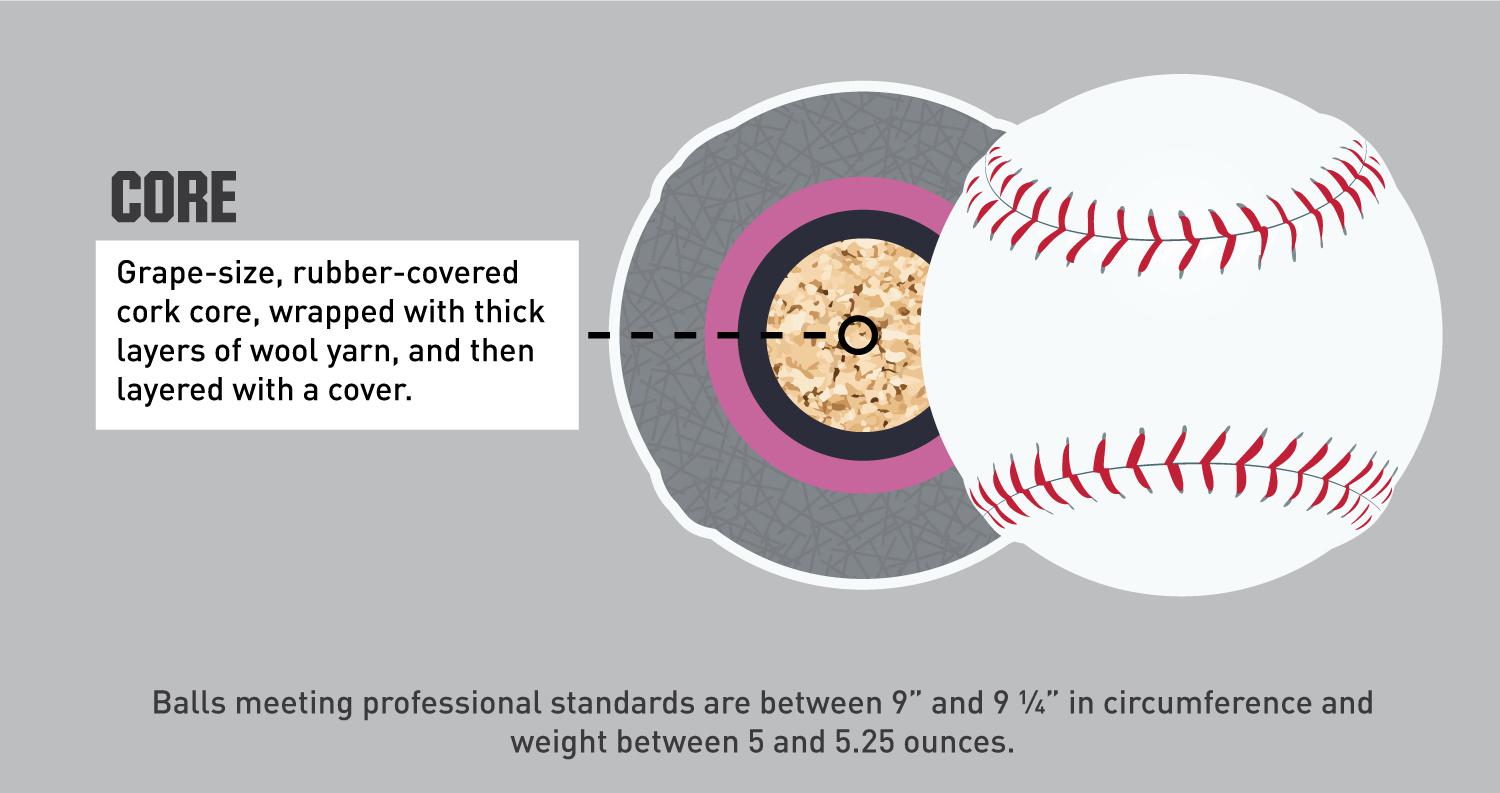 CORE
Grape-size, rubber-covered
cork core, wrapped with thick
layers of wool yarn, and then
layered with a cover.
Balls meeting professional standards are between 9” and 9 ¼” in circumference and
weight between 5 and 5.25 ounces.